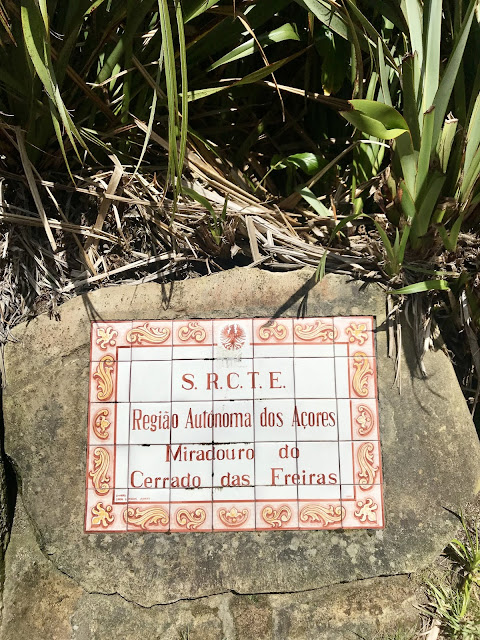 S. R. C. T. E.
Região Autónoma dos Açores
Miradouro do
Cerrado das Freiras